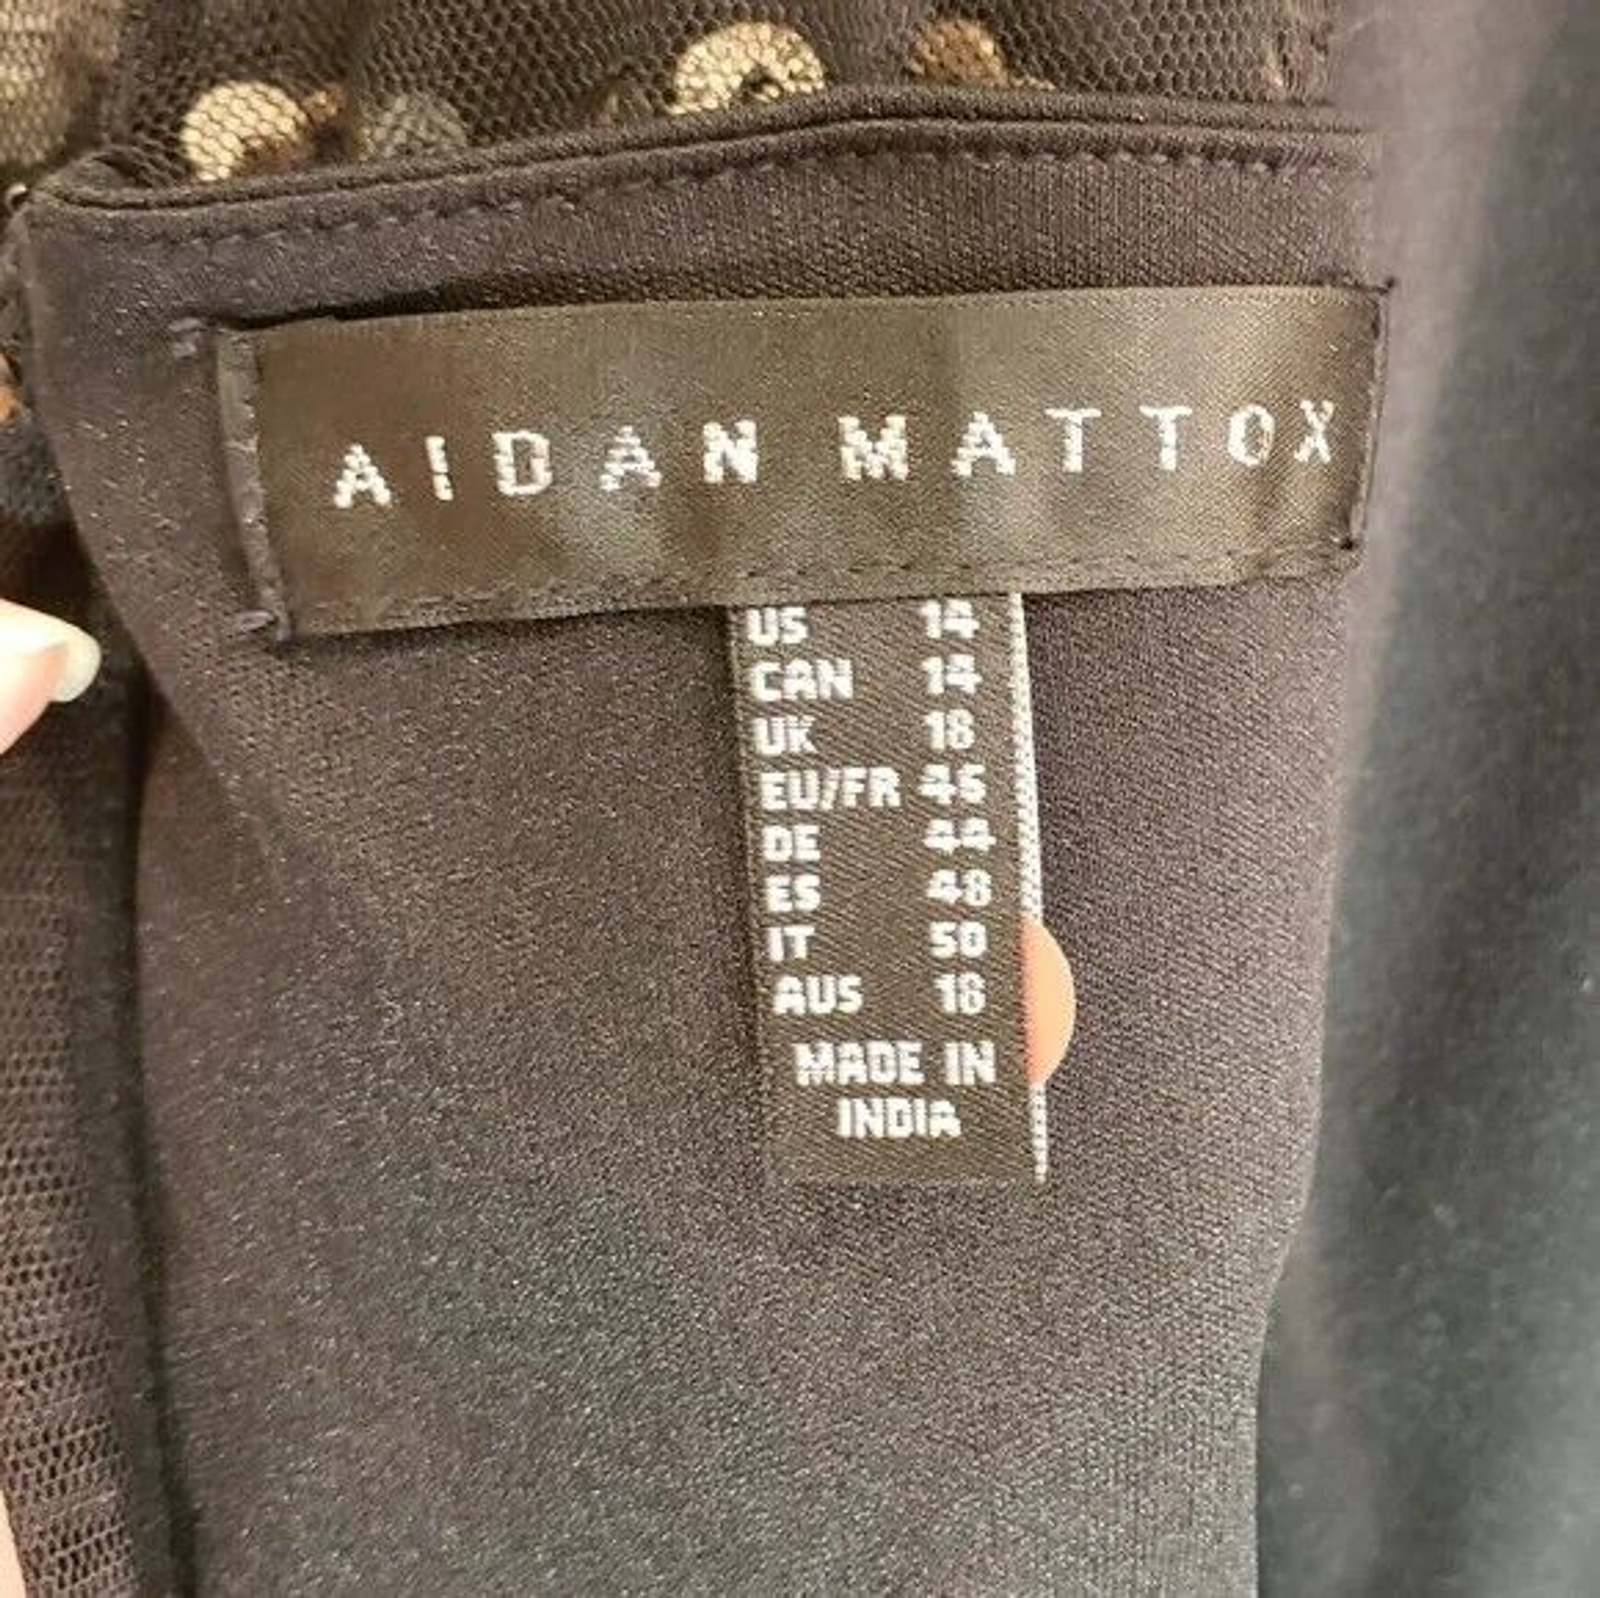 AIDAN MATTOX
US 14
CAN 14
UK 18
EU/FR 46
DE 44
ES 48
IT 50
AUS 18
MADE IN
INDIA